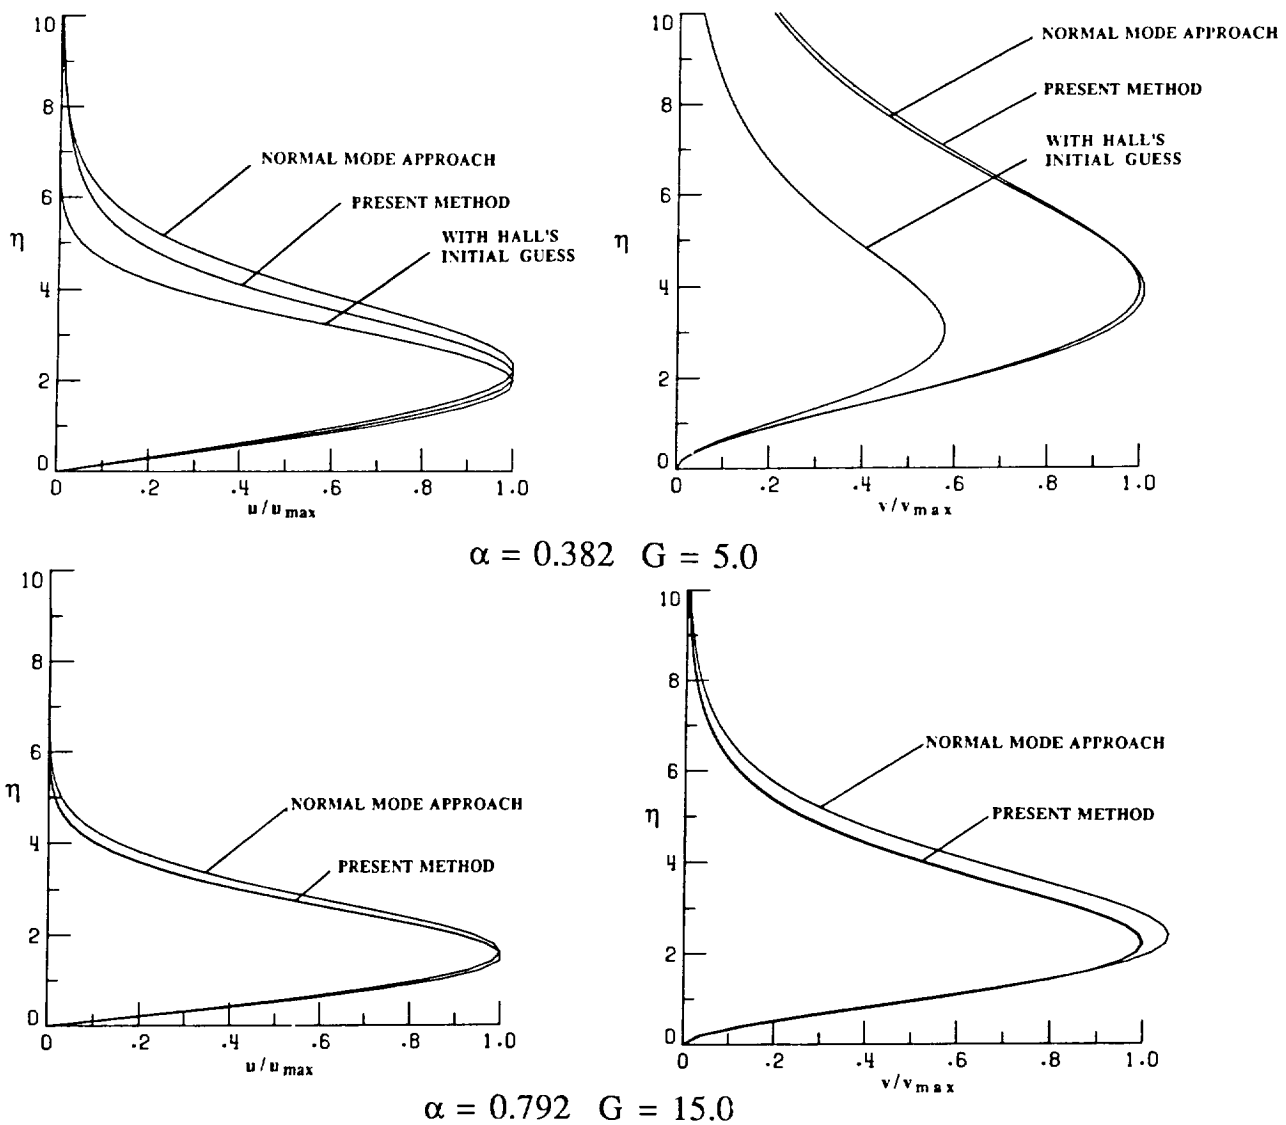 10
8
6
η
4
2
0
NORMAL MODE APPROACH
PRESENT METHOD
WITH HALL'S
INITIAL GUESS
0 .2 .4 .6 .8 1.0
u/u max
10
8
6
η
4
2
0
NORMAL MODE APPROACH
PRESENT METHOD
WITH HALL'S
INITIAL GUESS
0 .2 .4 .6 .8 1.0
v/v max
α = 0.382 G = 5.0
10
8
6
η
4
2
0
NORMAL MODE APPROACH
PRESENT METHOD
0 .2 .4 .6 .8 1.0
u/u max
10
8
6
η
4
2
0
NORMAL MODE APPROACH
PRESENT METHOD
0 .2 .4 .6 .8 1.0
v/v max
α = 0.792 G = 15.0